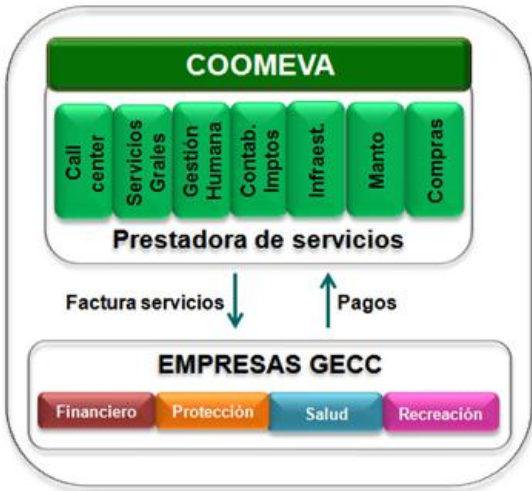 COOMEVA
Call
center
Servicios
Grales
Gestión
Humana
Contab.
Imptos
Infraest.
Manto
Compras
Prestadora de servicios
Factura servicios
Pagos
EMPRESAS GECC
Financiero
Protección
Salud
Recreación